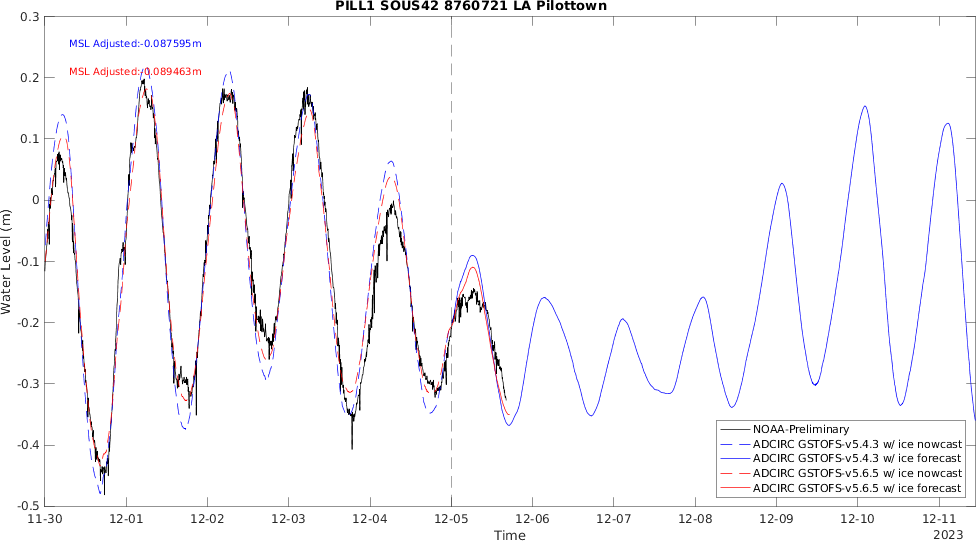 PILL1 SOUS42 8760721 LA Pilottown
0.3
0.2
0.1
0
-0.1
-0.2
-0.3
-0.4
-0.5
Water Level (m)
MSL Adjusted:-0.087595m
MSL Adjusted:-0.089463m
NOAA-Preliminary
ADCIRC GSTOFS-v5.4.3 w/ ice nowcast
ADCIRC GSTOFS-v5.4.3 w/ ice forecast
ADCIRC GSTOFS-v5.6.5 w/ ice nowcast
ADCIRC GSTOFS-v5.6.5 w/ ice forecast
11-30 12-01 12-02 12-03 12-04 12-05 12-06 12-07 12-08 12-09 12-10 12-11
2023
Time